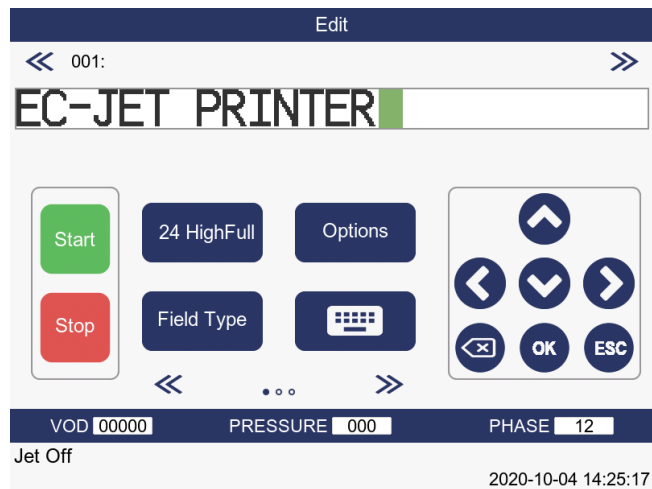 Edit
001:
EC-JET PRINTER
Start
24 HighFull
Options
Stop
Field Type
OK
ESC
VOD 00000 PRESSURE 000 PHASE 12
Jet Off
2020-10-04 14:25:17